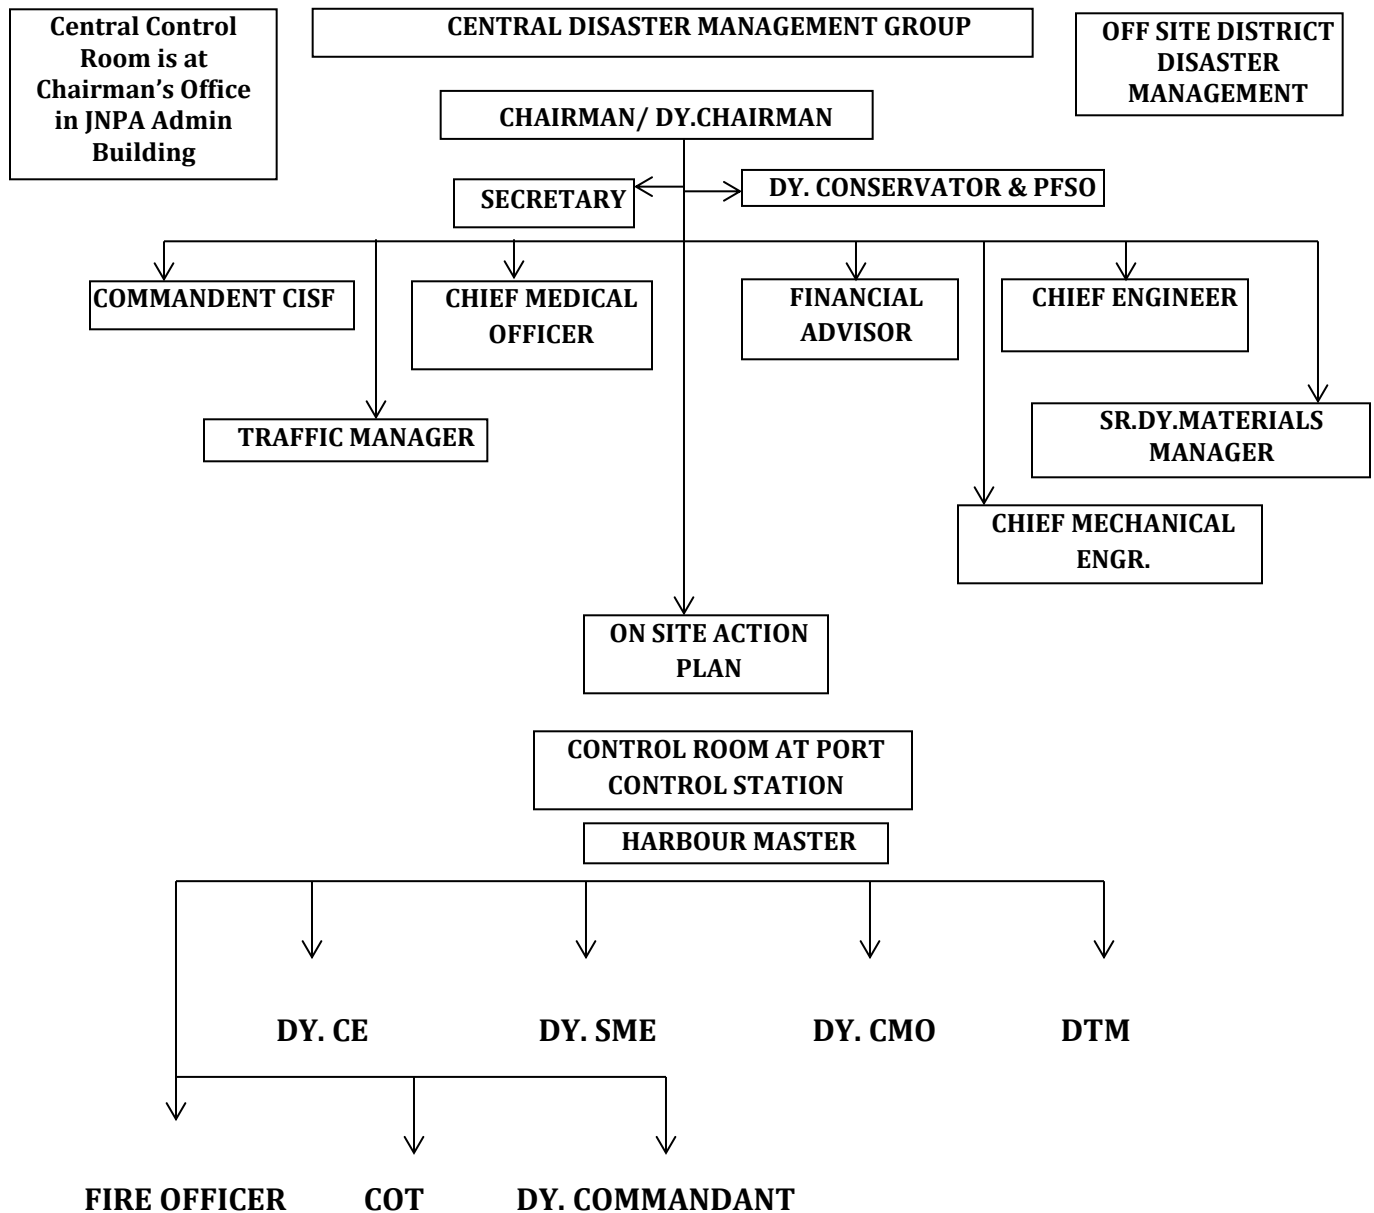 Central Control
Room is at
Chairman’s Office
in JNPA Admin
Building
CENTRAL DISASTER MANAGEMENT GROUP
OFF SITE DISTRICT
DISASTER
MANAGEMENT
CHAIRMAN/ DY.CHAIRMAN
SECRETARY
DY. CONSERVATOR & PFSO
COMMANDENT CISF
CHIEF MEDICAL
OFFICER
FINANCIAL
ADVISOR
CHIEF ENGINEER
TRAFFIC MANAGER
SR.DY.MATERIALS
MANAGER
CHIEF MECHANICAL
ENGR.
ON SITE ACTION
PLAN
CONTROL ROOM AT PORT
CONTROL STATION
HARBOUR MASTER
DY. CE
DY. SME
DY. CMO
DTM
FIRE OFFICER
COT
DY. COMMANDANT